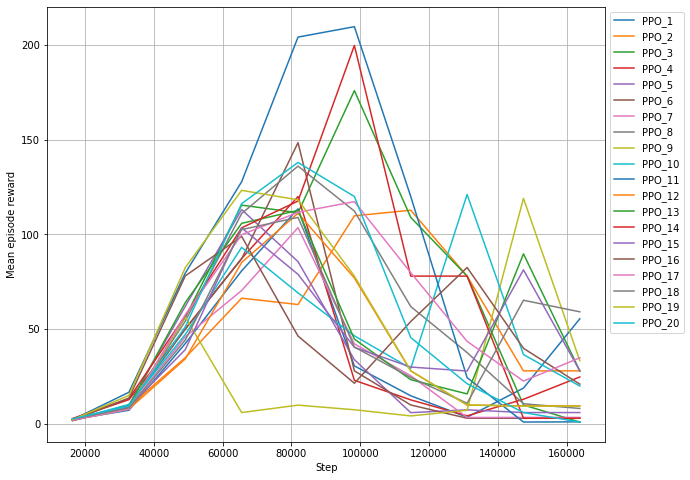 200
150
100
50
0
Mean episode reward
20000 40000 60000 80000 100000 120000 140000 160000
Step
PPO_1
PPO_2
PPO_3
PPO_4
PPO_5
PPO_6
PPO_7
PPO_8
PPO_9
PPO_10
PPO_11
PPO_12
PPO_13
PPO_14
PPO_15
PPO_16
PPO_17
PPO_18
PPO_19
PPO_20